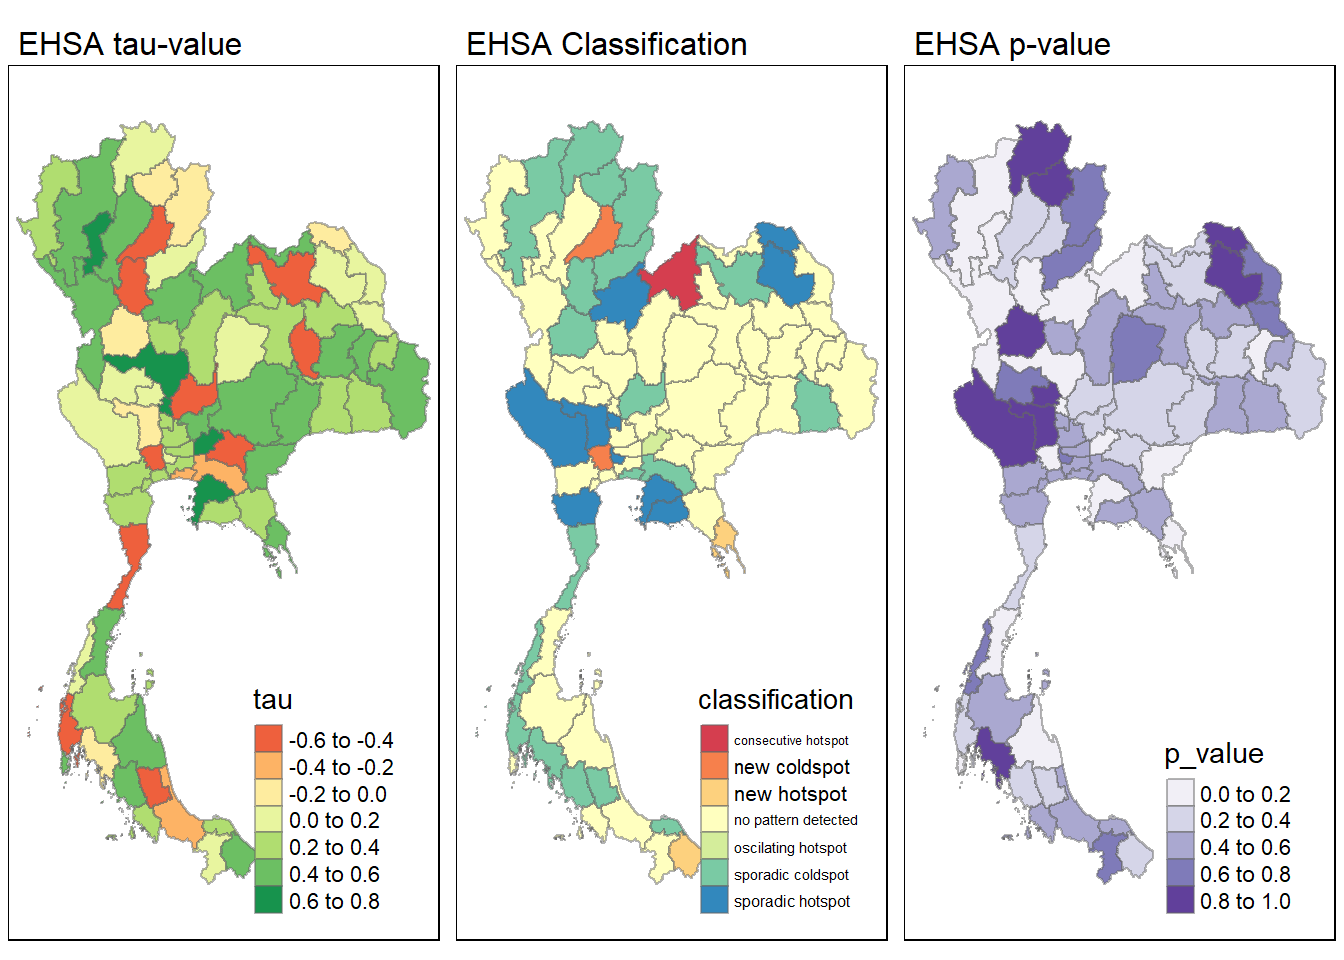 EHSA tau-value
EHSA Classification
EHSA p-value
tau
-0.6 to -0.4
-0.4 to -0.2
-0.2 to 0.0
0.0 to 0.2
0.2 to 0.4
0.4 to 0.6
0.6 to 0.8
classification
consecutive hotspot
new coldspot
new hotspot
no pattern detected
oscilating hotspot
sporadic coldspot
sporadic hotspot
p_value
0.0 to 0.2
0.2 to 0.4
0.4 to 0.6
0.6 to 0.8
0.8 to 1.0